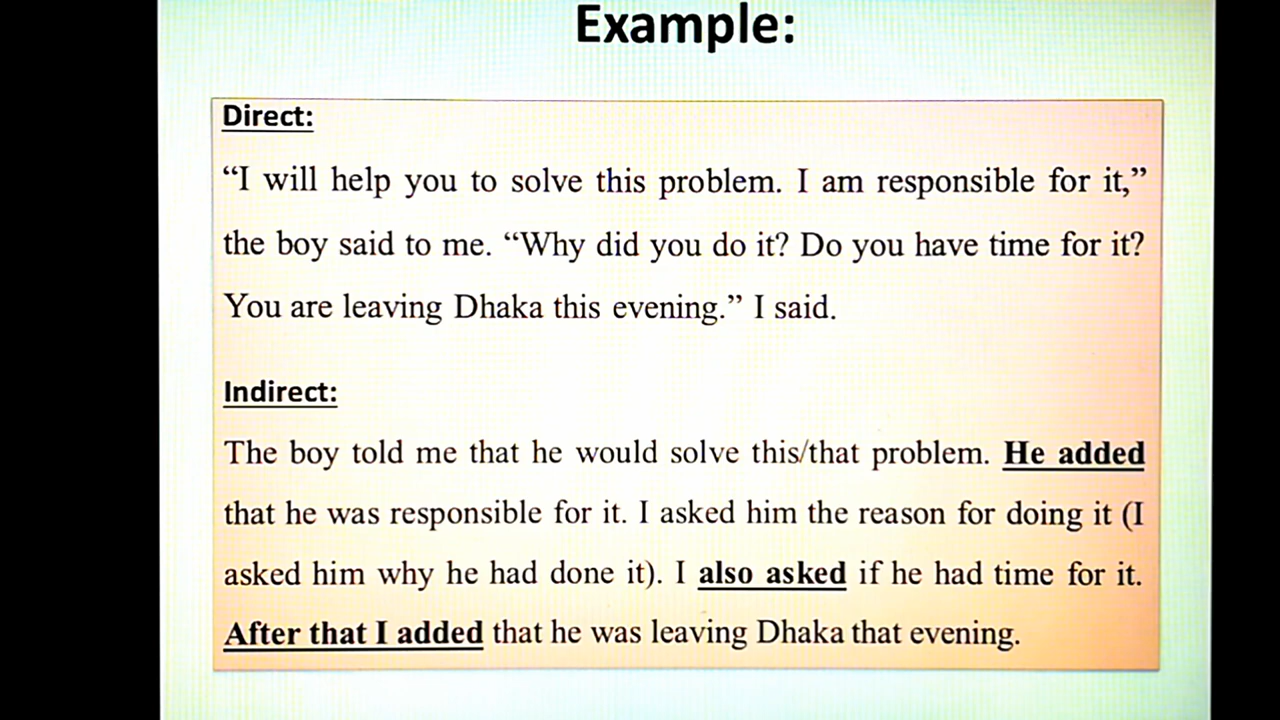 Example:
Direct:
“I will help you to solve this problem. I am responsible for it,”
the boy said to me. “Why did you do it? Do you have time for it?
You are leaving Dhaka this evening.” I said.
Indirect:
The boy told me that he would solve this/that problem. He added
that he was responsible for it. I asked him the reason for doing it (I
asked him why he had done it). I also asked if he had time for it.
After that I added that he was leaving Dhaka that evening.